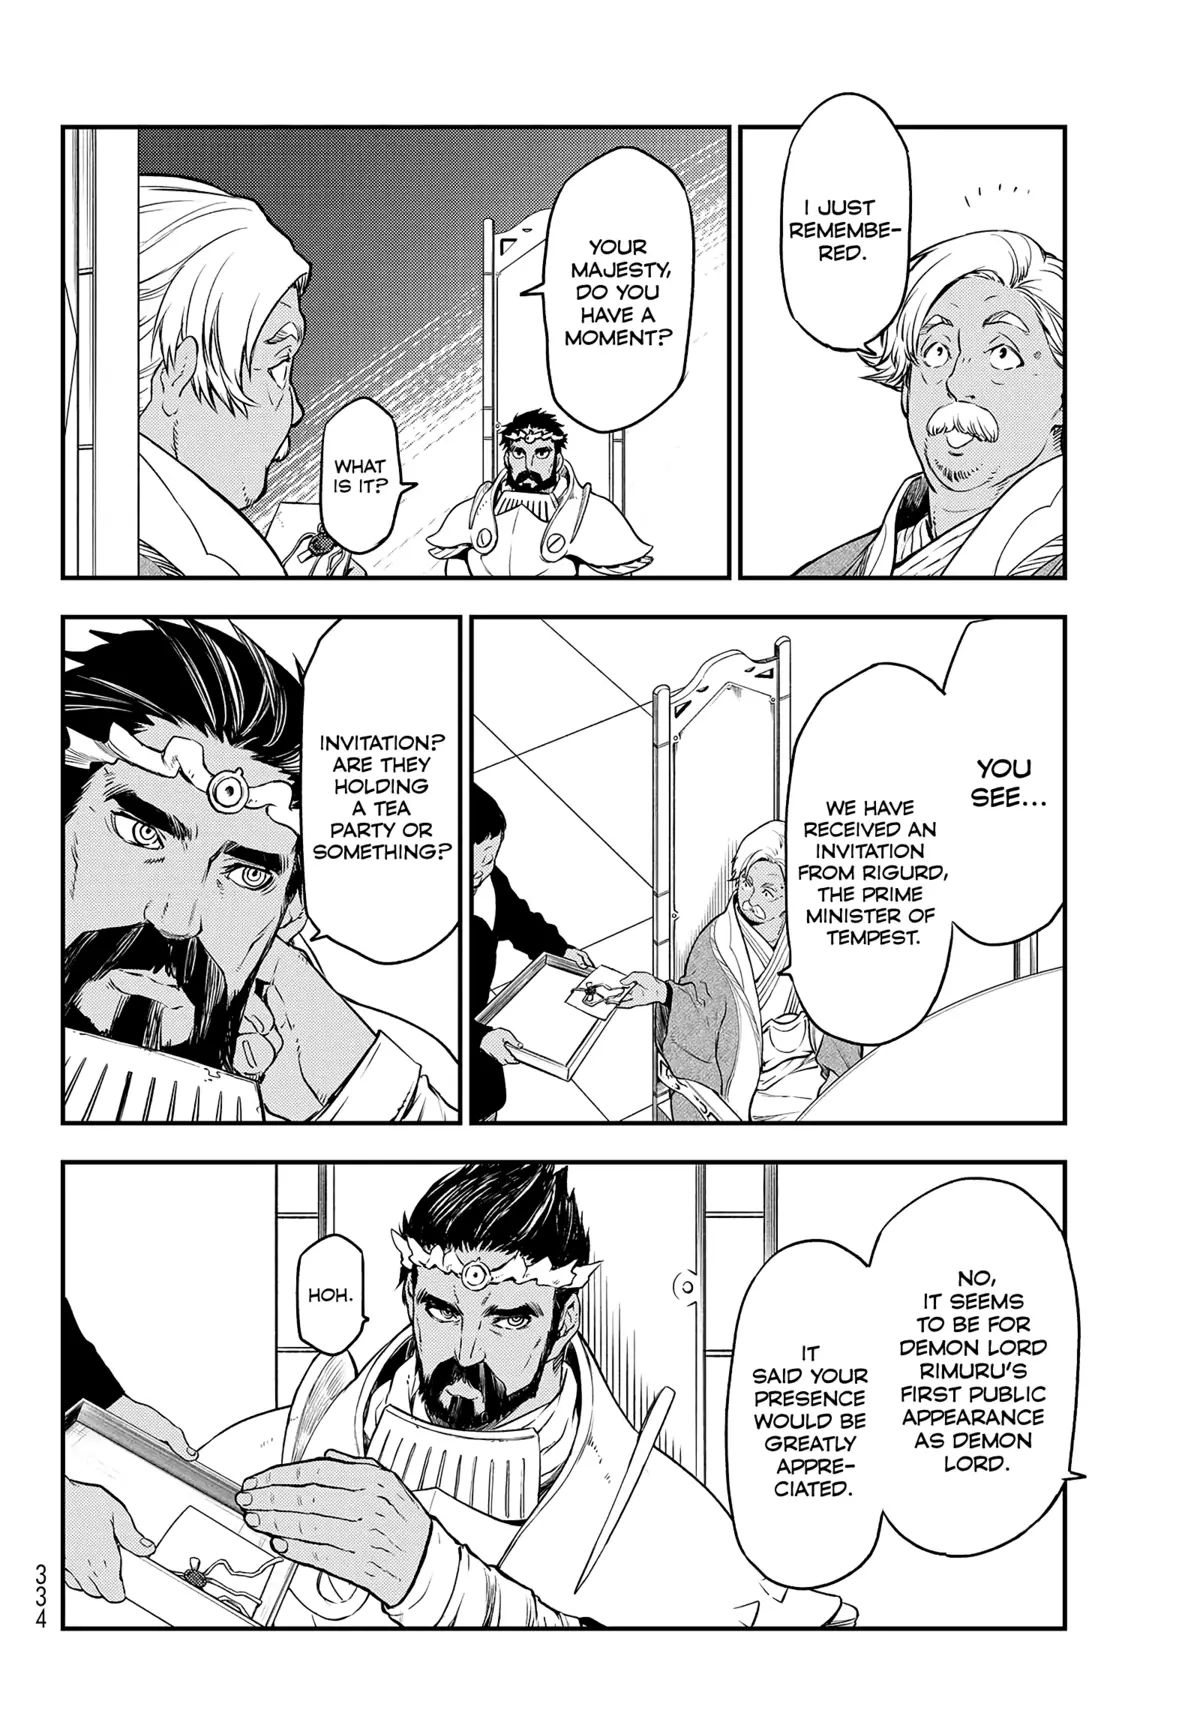 I JUST
REMEMBE-
RED.
YOUR
MAJESTY,
DO YOU
HAVE A
MOMENT?
WHAT
IS IT?
YOU
SEE...
WE HAVE
RECEIVED AN
INVITATION
FROM RIGURD,
THE PRIME
MINISTER OF
TEMPEST.
INVITATION?
ARE THEY
HOLDING
A TEA
PARTY OR
SOMETHING?
NO,
IT SEEMS
TO BE FOR
DEMON LORD
RIMURU'S
FIRST PUBLIC
APPEARANCE
AS DEMON
LORD.
IT
SAID YOUR
PRESENCE
WOULD BE
GREATLY
APPRE-
CIATED.
HOH.
334